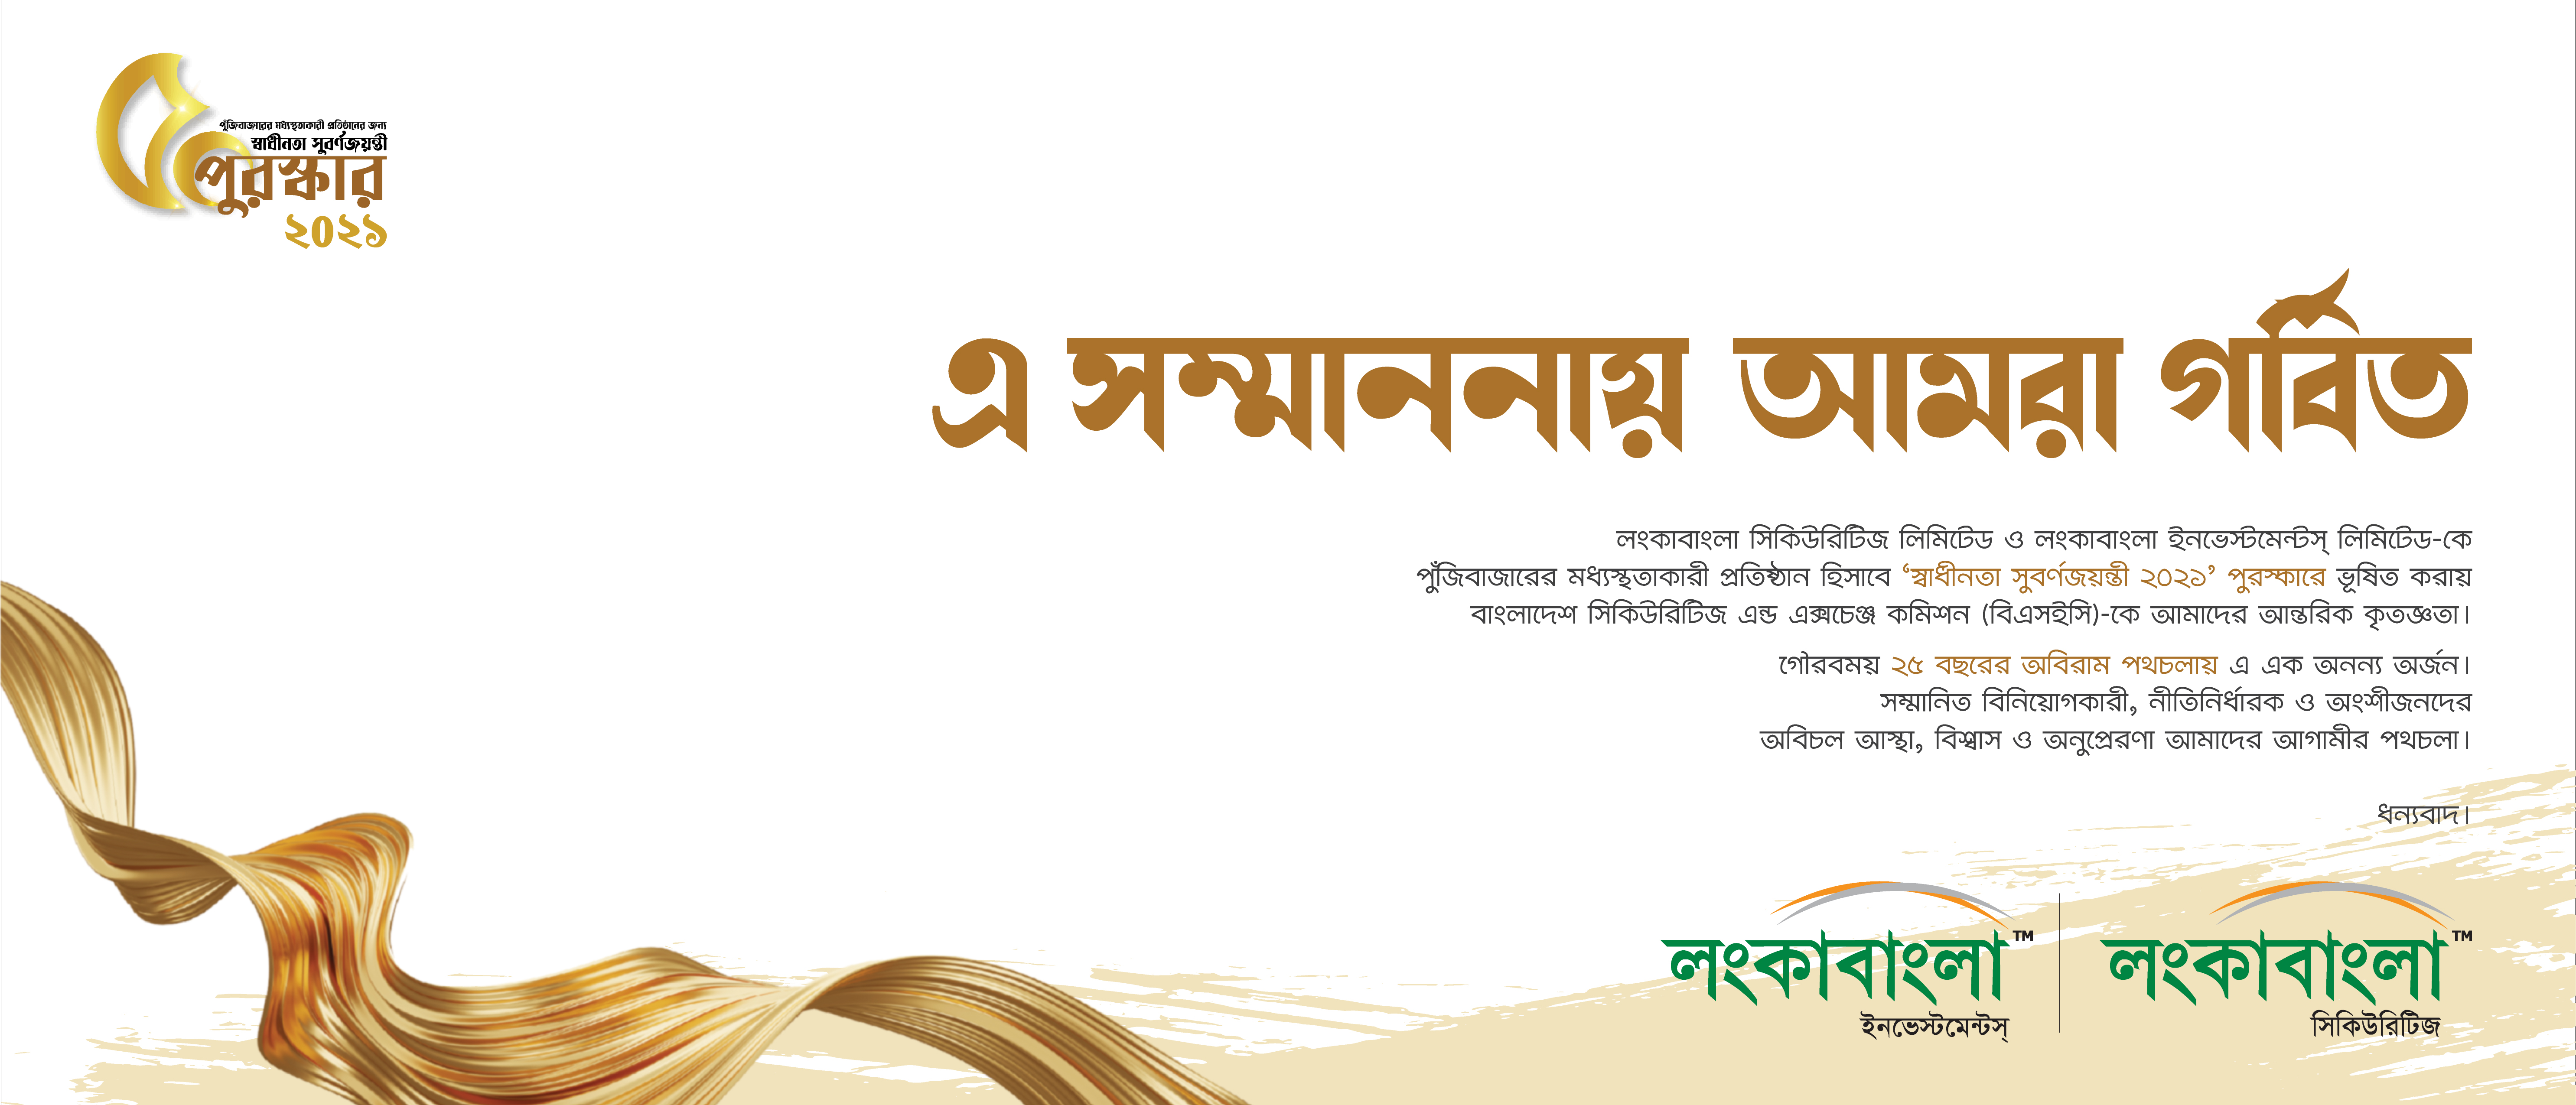 পুঁজিবাজারের মধ্যস্থতাকারী প্রতিষ্ঠানের জন্য
স্বাধীনতা সুবর্ণজয়ন্তী
পুরস্কার
২০২১
এ সম্মাননায় আমরা গর্বিত
লংকাবাংলা সিকিউরিটিজ লিমিটেড ও লংকাবাংলা ইনভেস্টমেন্টস্ লিমিটেড-কে
পুঁজিবাজারের মধ্যস্থতাকারী প্রতিষ্ঠান হিসাবে ‘স্বাধীনতা সুবর্ণজয়ন্তী ২০২১’ পুরস্কারে ভূষিত করায়
বাংলাদেশ সিকিউরিটিজ এন্ড এক্সচেঞ্জ কমিশন (বিএসইসি)-কে আমাদের আন্তরিক কৃতজ্ঞতা।
গৌরবময় ২৫ বছরের অবিরাম পথচলায় এ এক অনন্য অর্জন।
সম্মানিত বিনিয়োগকারী, নীতিনির্ধারক ও অংশীজনদের
অবিচল আস্থা, বিশ্বাস ও অনুপ্রেরণা আমাদের আগামীর পথচলা।
ধন্যবাদ।
লংকাবাংলা™
ইনভেস্টমেন্টস্
লংকাবাংলা™
সিকিউরিটিজ